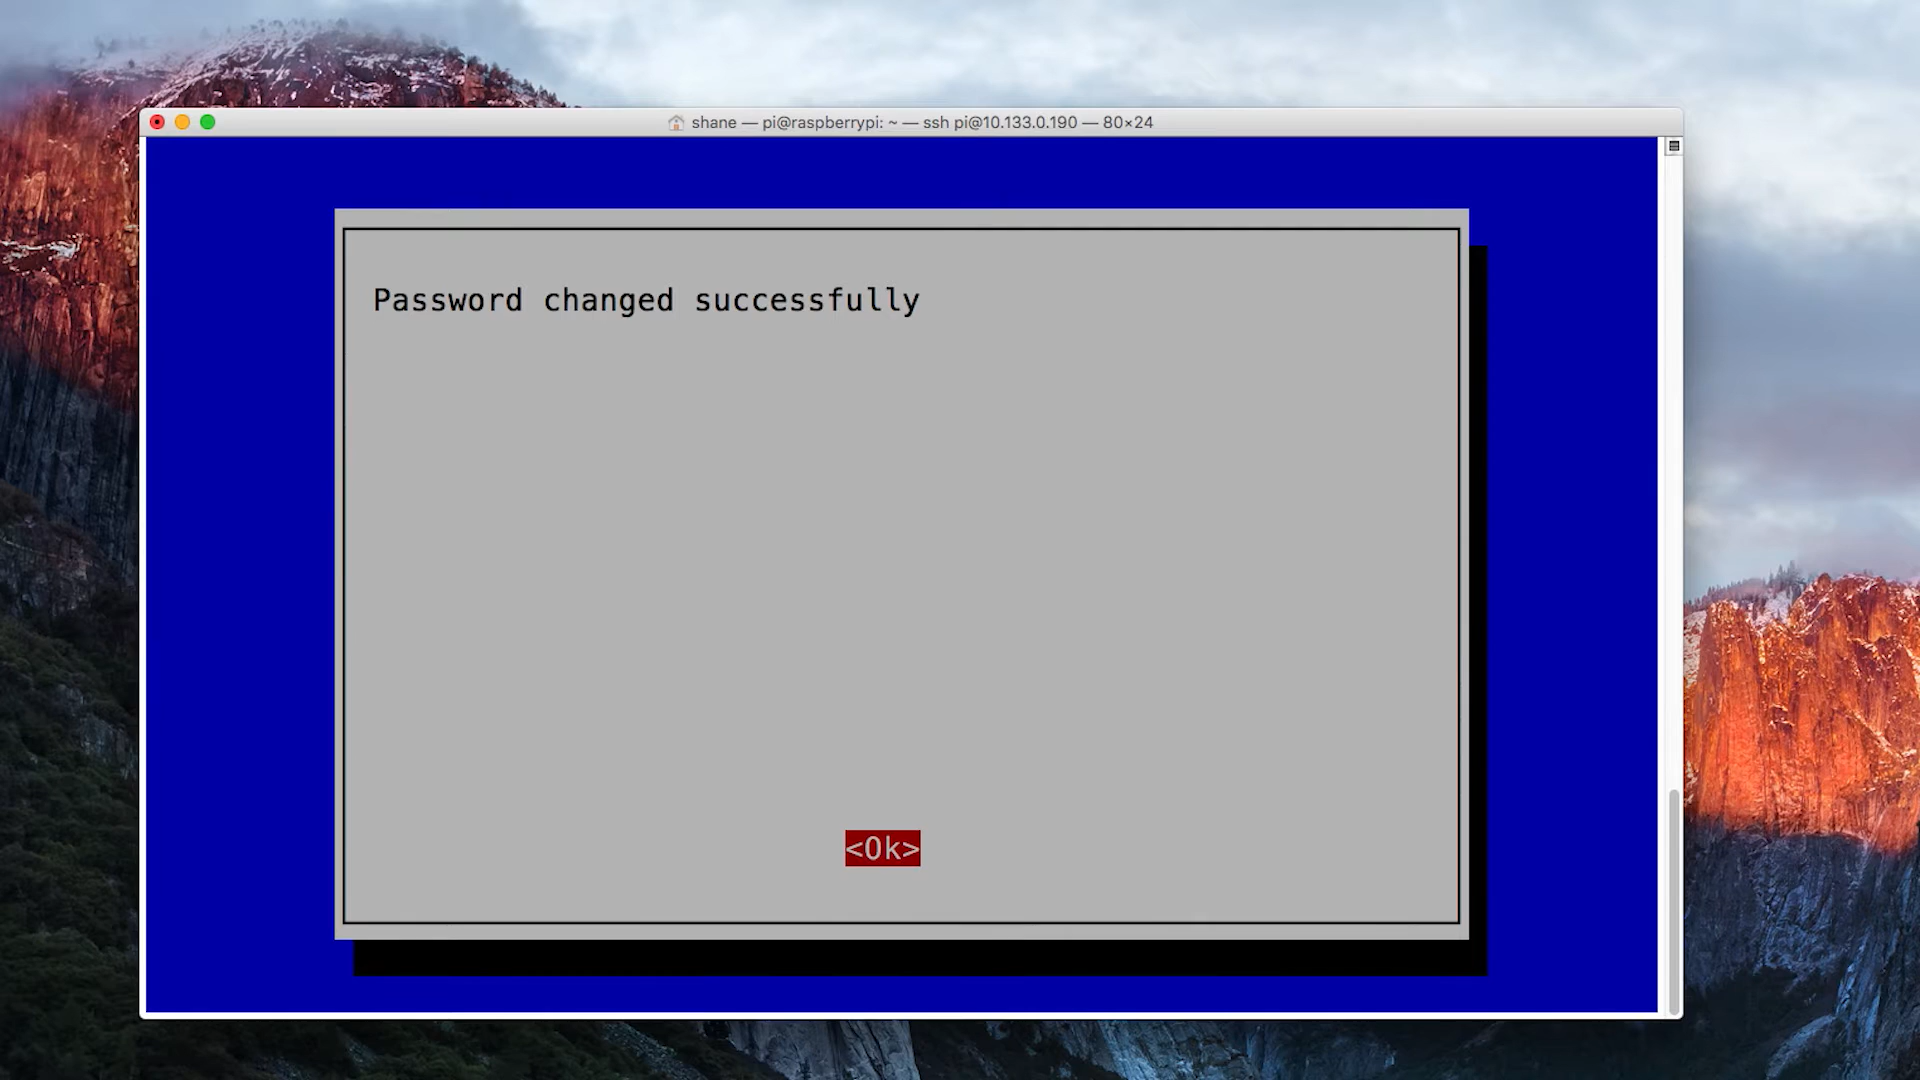 shane — pi@raspberrypi: ~ — ssh pi@10.133.0.190 — 80×24
Password changed successfully
<Ok>